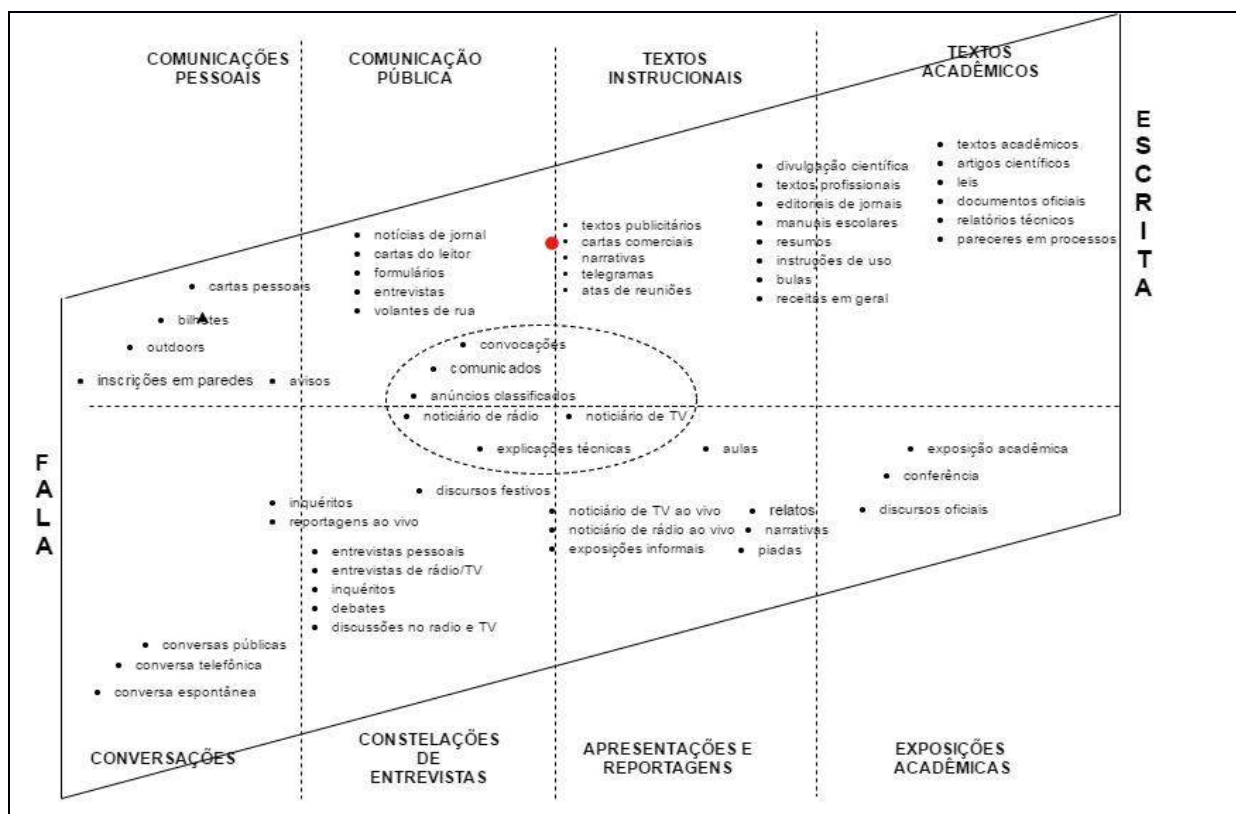 COMUNICAÇÕES
PESSOAIS
COMUNICAÇÃO
PÚBLICA
TEXTOS
INSTRUCIONAIS
TEXTOS
ACADÊMICOS
ESCRITA
textos acadêmicos
artigos científicos
leis
documentos oficiais
relatórios técnicos
pareceres em processos
divulgação científica
textos profissionais
editoriais de jornais
manuais escolares
resumos
instruções de uso
bulas
receitas em geral
textos publicitários
cartas comerciais
narrativas
telegramas
atas de reuniões
notícias de jornal
cartas do leitor
formulários
entrevistas
volantes de rua
cartas pessoais
bilhetes
outdoors
inscrições em paredes
avisos
convocações
comunicados
anúncios classificados
noticiário de rádio
noticiário de TV
explicações técnicas
aulas
exposição acadêmica
conferência
discursos oficiais
FALA
discursos festivos
inquéritos
reportagens ao vivo
noticiário de TV ao vivo
noticiário de rádio ao vivo
exposições informais
relatos
narrativas
piadas
entrevistas pessoais
entrevistas de rádio/TV
inquéritos
debates
discussões no radio e TV
conversas públicas
conversa telefônica
conversa espontânea
CONVERSAÇÕES
CONSTELAÇÕES
DE
ENTREVISTAS
APRESENTAÇÕES E
REPORTAGENS
EXPOSIÇÕES
ACADÊMICAS